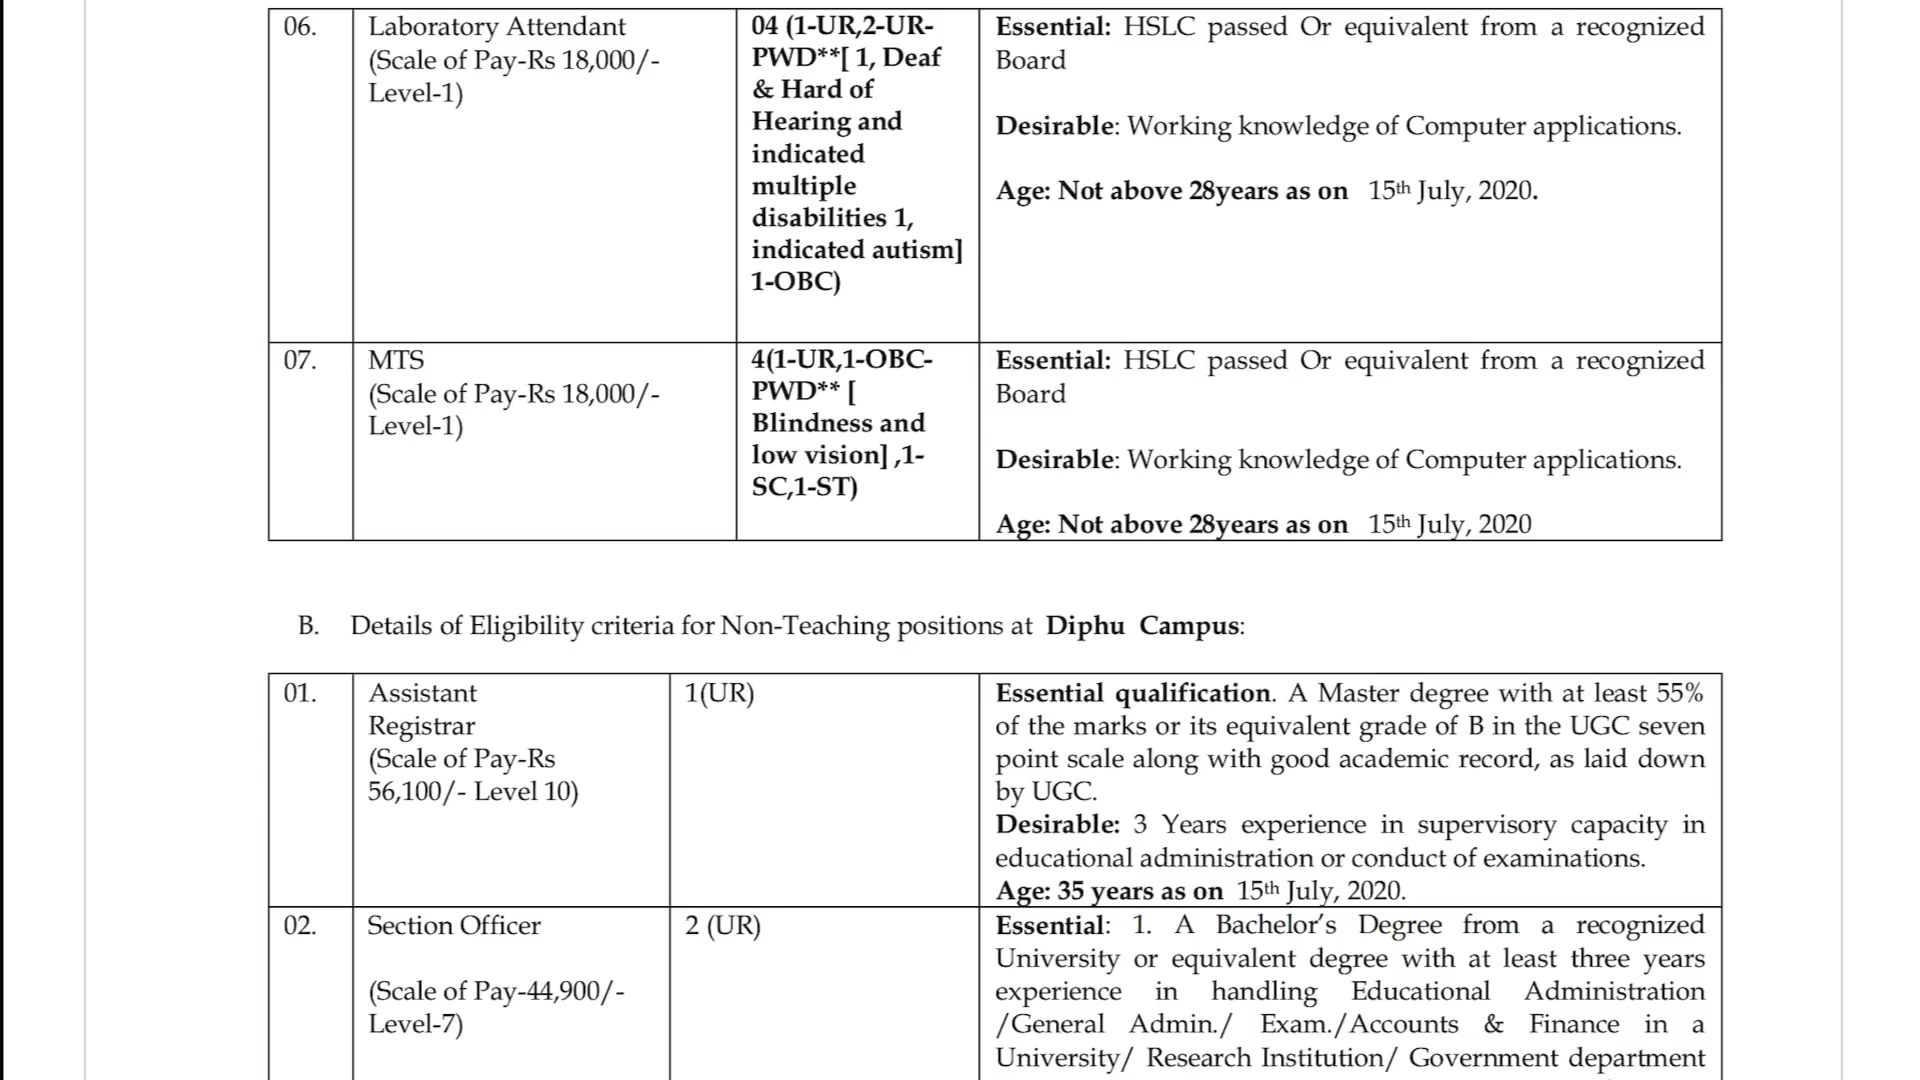 06.
Laboratory Attendant
(Scale of Pay-Rs 18,000/-
Level-1)
04 (1-UR,2-UR-
PWD**[ 1, Deaf
& Hard of
Hearing and
indicated
multiple
disabilities 1,
indicated autism]
1-OBC)
Essential: HSLC passed Or equivalent from a recognized
Board
Desirable: Working knowledge of Computer applications.
Age: Not above 28years as on 15th July, 2020.
07.
MTS
(Scale of Pay-Rs 18,000/-
Level-1)
4(1-UR,1-OBC-
PWD** [
Blindness and
low vision] ,1-
SC,1-ST)
Essential: HSLC passed Or equivalent from a recognized
Board
Desirable: Working knowledge of Computer applications.
Age: Not above 28years as on 15th July, 2020
B. Details of Eligibility criteria for Non-Teaching positions at Diphu Campus:
01.
Assistant
Registrar
(Scale of Pay-Rs
56,100/- Level 10)
1(UR)
Essential qualification. A Master degree with at least 55%
of the marks or its equivalent grade of B in the UGC seven
point scale along with good academic record, as laid down
by UGC.
Desirable: 3 Years experience in supervisory capacity in
educational administration or conduct of examinations.
Age: 35 years as on 15th July, 2020.
02.
Section Officer
(Scale of Pay-44,900/-
Level-7)
2 (UR)
Essential: 1. A Bachelor’s Degree from a recognized
University or equivalent degree with at least three years
experience in handling Educational Administration
/General Admin./ Exam./Accounts & Finance in a
University/ Research Institution/ Government department